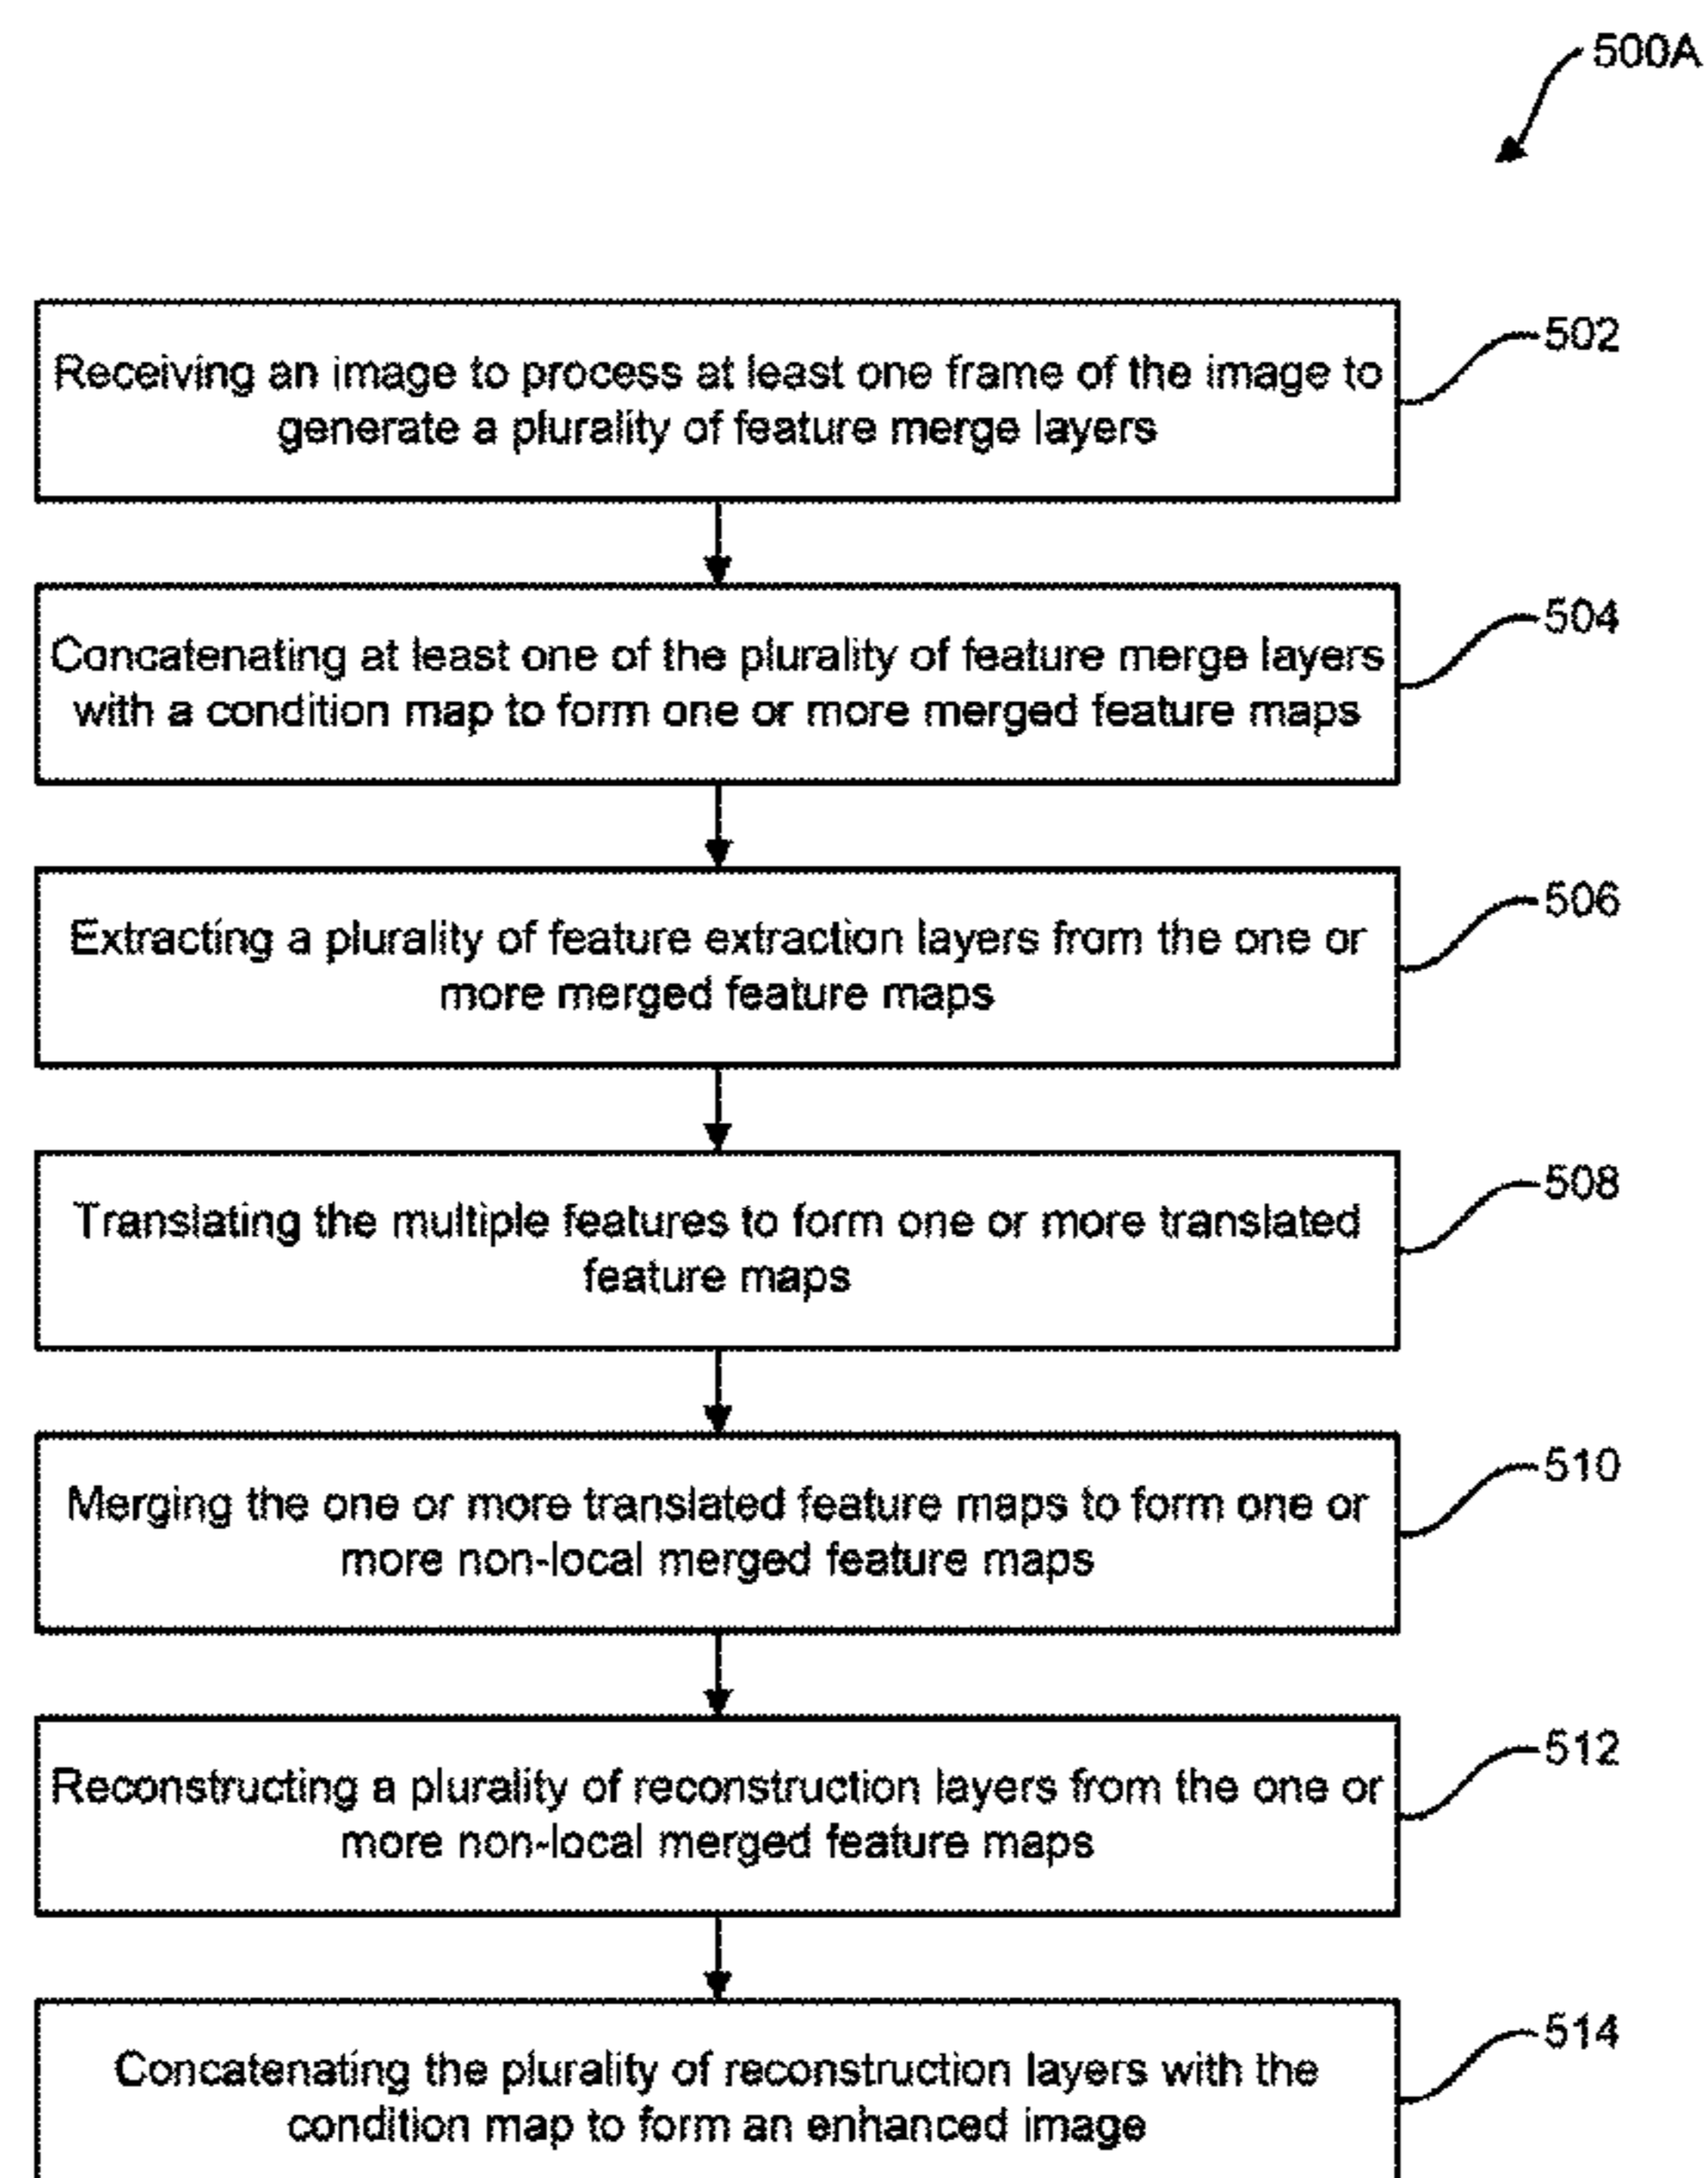 500A
Receiving an image to process at least one frame of the image to
generate a plurality of feature merge layers
502
Concatenating at least one of the plurality of feature merge layers
with a condition map to form one or more merged feature maps
504
Extracting a plurality of feature extraction layers from the one or
more merged feature maps
506
Translating the multiple features to form one or more translated
feature maps
508
Merging the one or more translated feature maps to form one or
more non-local merged feature maps
510
Reconstructing a plurality of reconstruction layers from the one or
more non-local merged feature maps
512
Concatenating the plurality of reconstruction layers with the
condition map to form an enhanced image
514